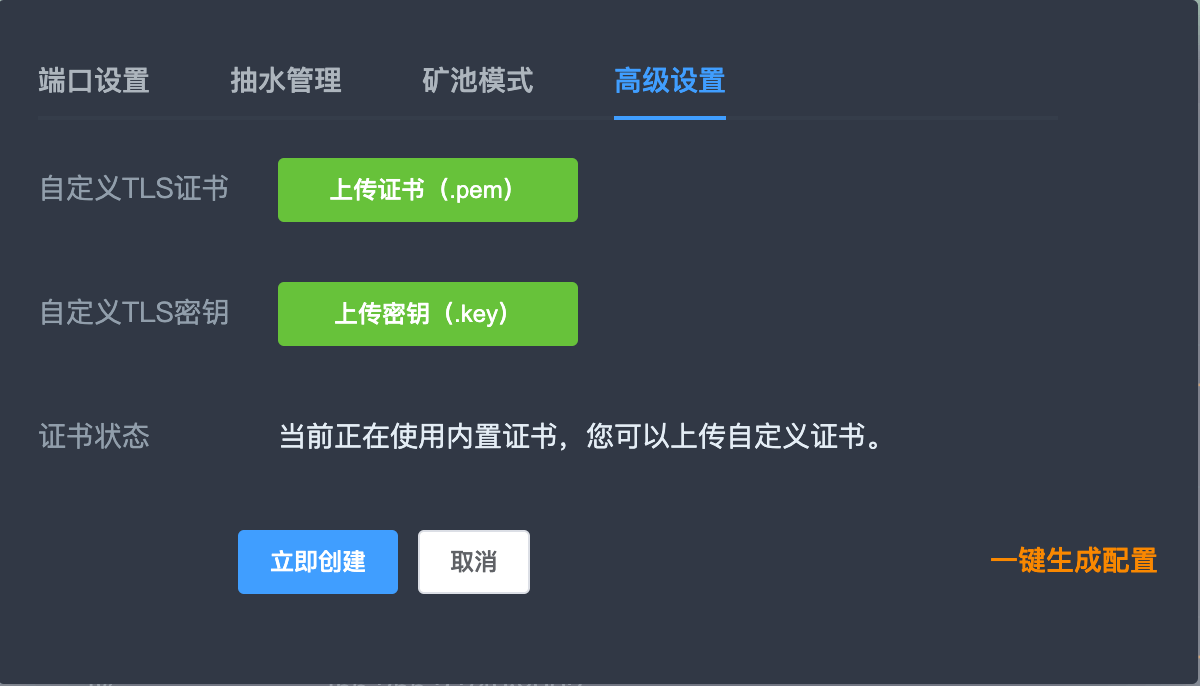 端口设置 抽水管理 矿池模式 高级设置
自定义TLS证书 上传证书（.pem）
自定义TLS密钥 上传密钥（.key）
证书状态 当前正在使用内置证书，您可以上传自定义证书。
立即创建 取消 一键生成配置